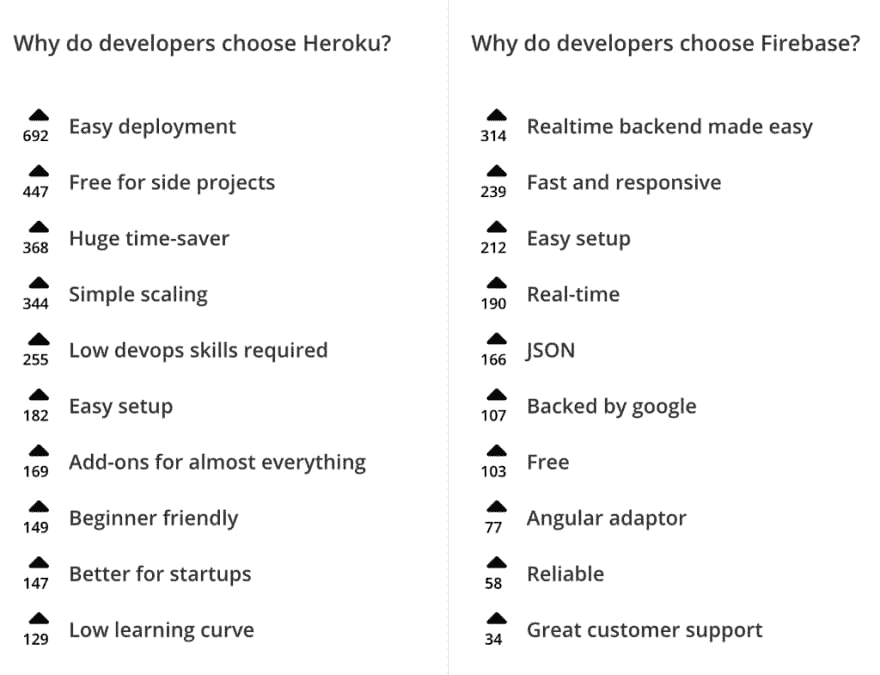 Why do developers choose Heroku?
692 Easy deployment
447 Free for side projects
368 Huge time-saver
344 Simple scaling
255 Low devops skills required
182 Easy setup
169 Add-ons for almost everything
149 Beginner friendly
147 Better for startups
129 Low learning curve
Why do developers choose Firebase?
314 Realtime backend made easy
239 Fast and responsive
212 Easy setup
190 Real-time
166 JSON
107 Backed by google
103 Free
77 Angular adaptor
58 Reliable
34 Great customer support